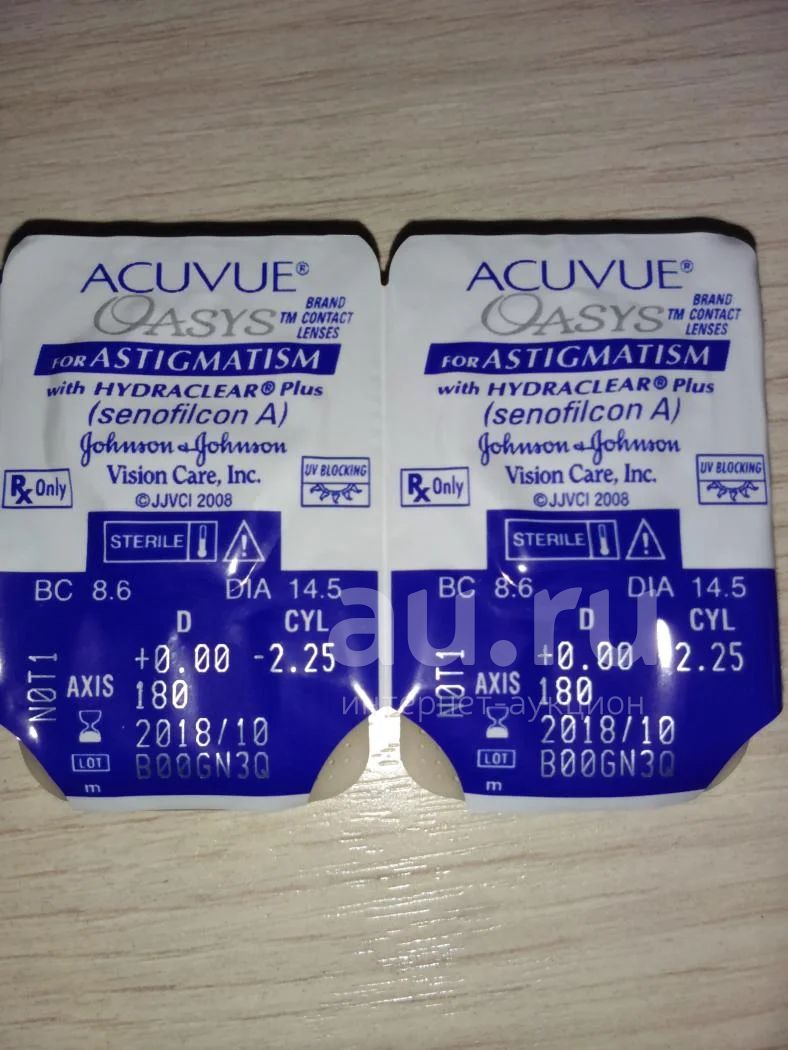 ACUVUE®
OASYS™ BRAND CONTACT LENSES
FOR ASTIGMATISM
with HYDRACLEAR® Plus
(senofilcon A)
Johnson & Johnson
Vision Care, Inc.
©JJVCI 2008
Rx Only
UV BLOCKING
STERILE
BC 8.6 DIA 14.5
D CYL
+0.00 -2.25
AXIS 180
2018/10
LOT B00GN3Q
m
N0T1
ACUVUE®
OASYS™ BRAND CONTACT LENSES
FOR ASTIGMATISM
with HYDRACLEAR® Plus
(senofilcon A)
Johnson & Johnson
Vision Care, Inc.
©JJVCI 2008
Rx Only
UV BLOCKING
STERILE
BC 8.6 DIA 14.5
D CYL
+0.00 -2.25
AXIS 180
2018/10
LOT B00GN3Q
m
N0T1
au.ru
интернет-аукцион